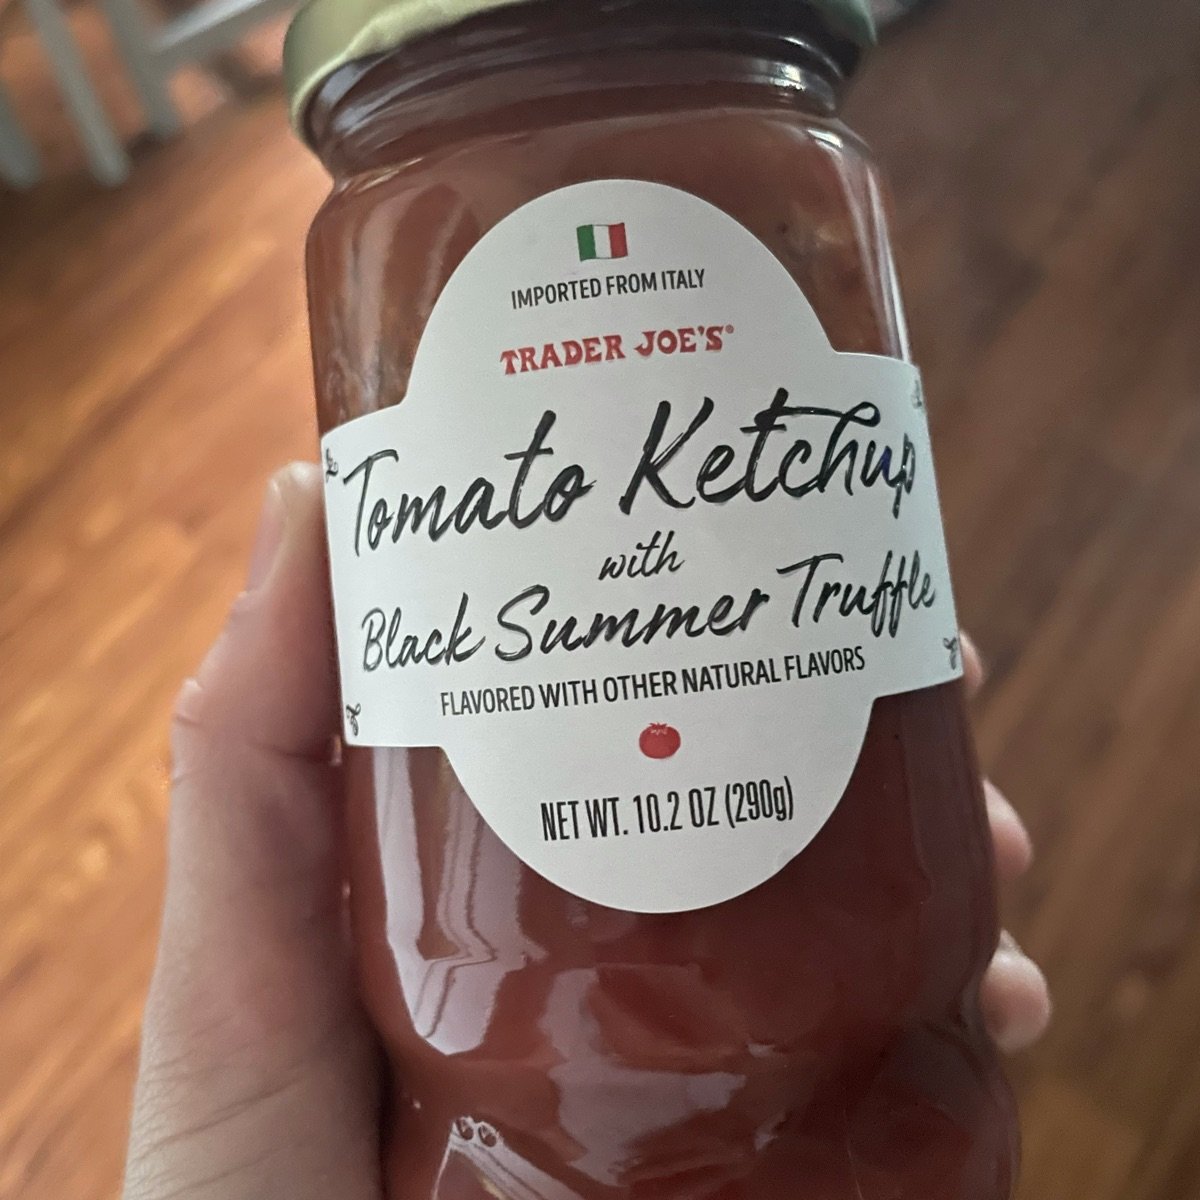 IMPORTED FROM ITALY
TRADER JOE'S®
Tomato Ketchup
with
Black Summer Truffle
FLAVORED WITH OTHER NATURAL FLAVORS
NET WT. 10.2 OZ (290g)